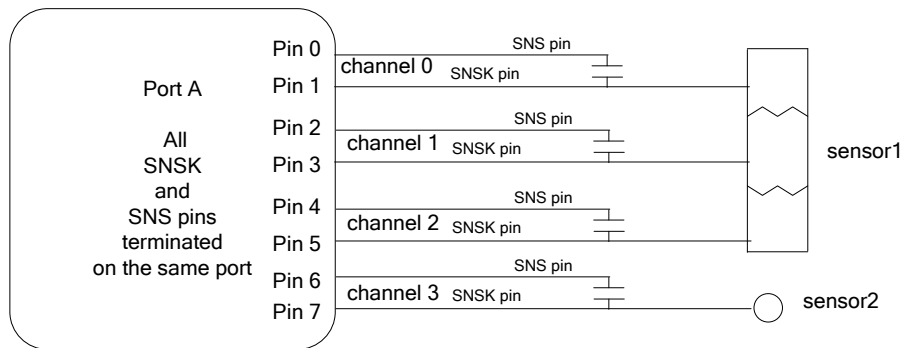 Port A
All
SNSK
and
SNS pins
terminated
on the same port
Pin 0
Pin 1
Pin 2
Pin 3
Pin 4
Pin 5
Pin 6
Pin 7
SNS pin
channel 0 SNSK pin
SNS pin
channel 1 SNSK pin
SNS pin
channel 2 SNSK pin
SNS pin
channel 3 SNSK pin
sensor1
sensor2